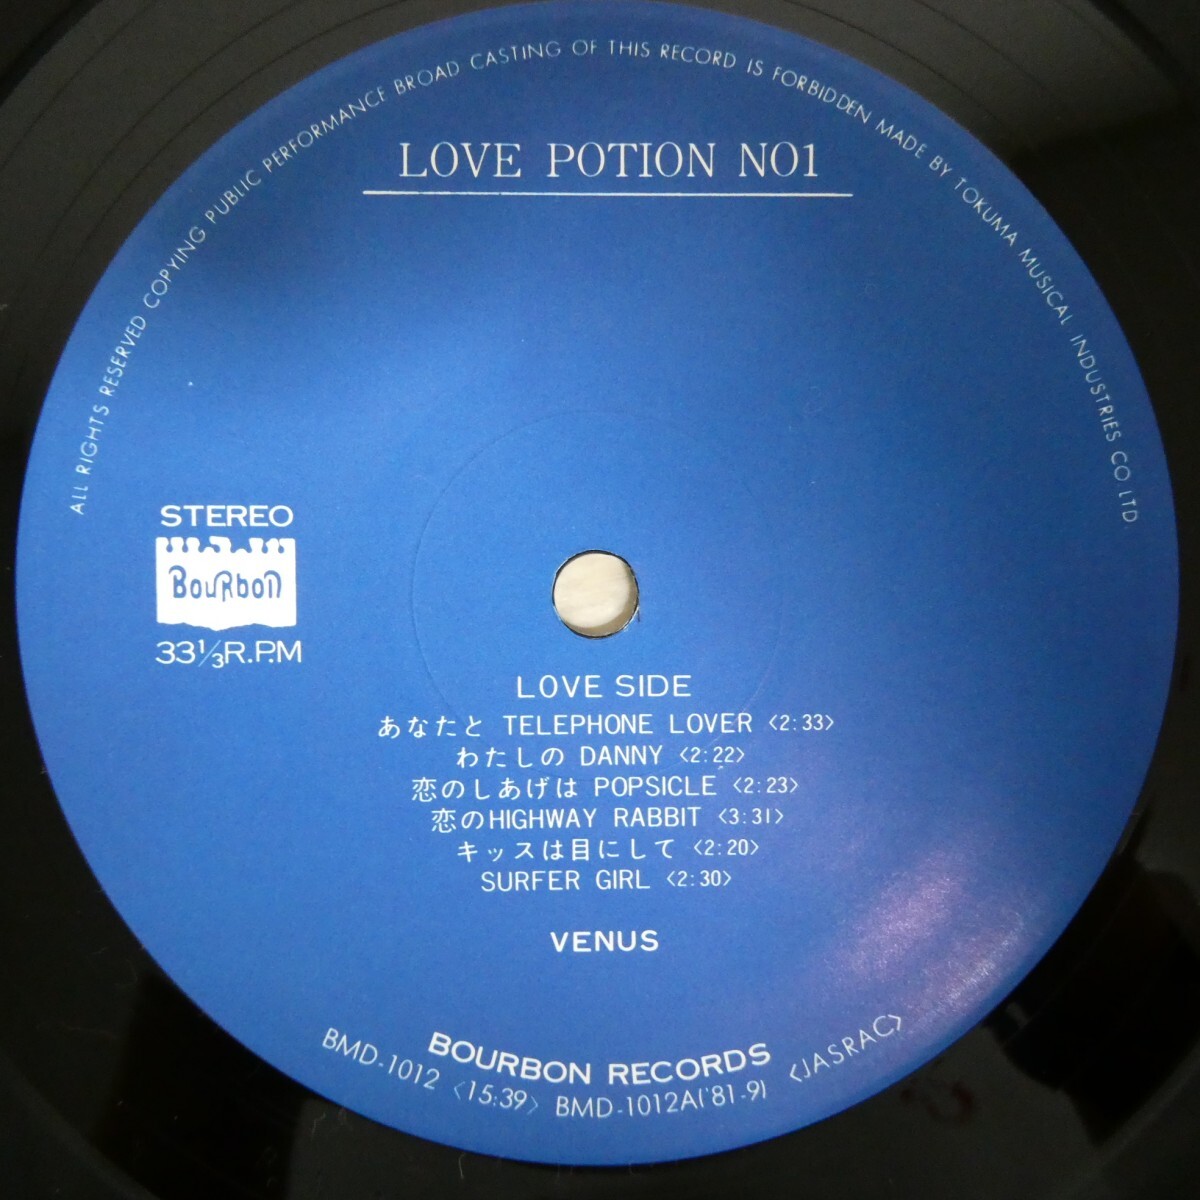 ALL RIGHTS RESERVED COPYING PUBLIC PERFORMANCE BROAD CASTING OF THIS RECORD IS FORBIDDEN MADE BY TOKUMA MUSICAL INDUSTRIES CO LTD.
LOVE POTION NO1
STEREO
BouRboN
33 1/3 R.P.M
LOVE SIDE
あなたと TELEPHONE LOVER <2:33>
わたしの DANNY <2:22>
恋のしあげは POPSICLE <2:23>
恋のHIGHWAY RABBIT <3:31>
キッスは目にして <2:20>
SURFER GIRL <2:30>
VENUS
BOURBON RECORDS
BMD-1012 <15:39> BMD-1012A('81-9) <JASRAC>